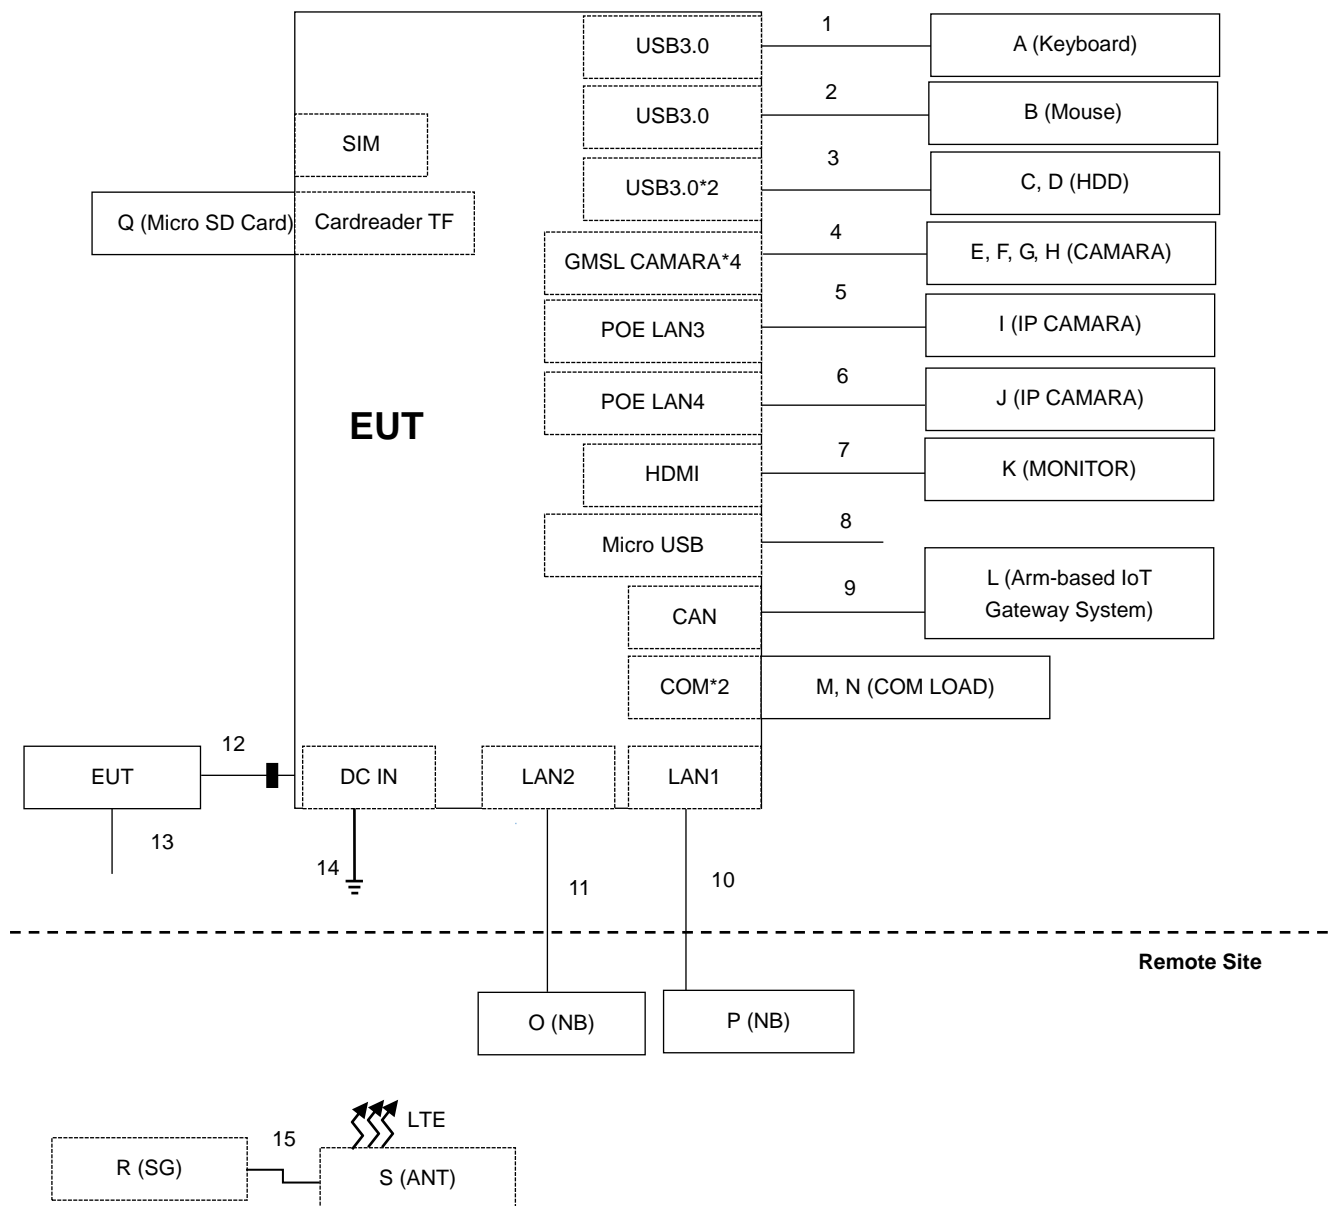 1
USB3.0
A (Keyboard)
2
USB3.0
B (Mouse)
SIM
3
USB3.0*2
C, D (HDD)
Q (Micro SD Card)
Cardreader TF
4
GMSL CAMARA*4
E, F, G, H (CAMARA)
5
POE LAN3
I (IP CAMARA)
6
POE LAN4
J (IP CAMARA)
EUT
7
HDMI
K (MONITOR)
8
Micro USB
9
L (Arm-based IoT
Gateway System)
CAN
COM*2
M, N (COM LOAD)
12
EUT
DC IN
LAN2
LAN1
13
14
11
10
Remote Site
O (NB)
P (NB)
LTE
15
R (SG)
S (ANT)